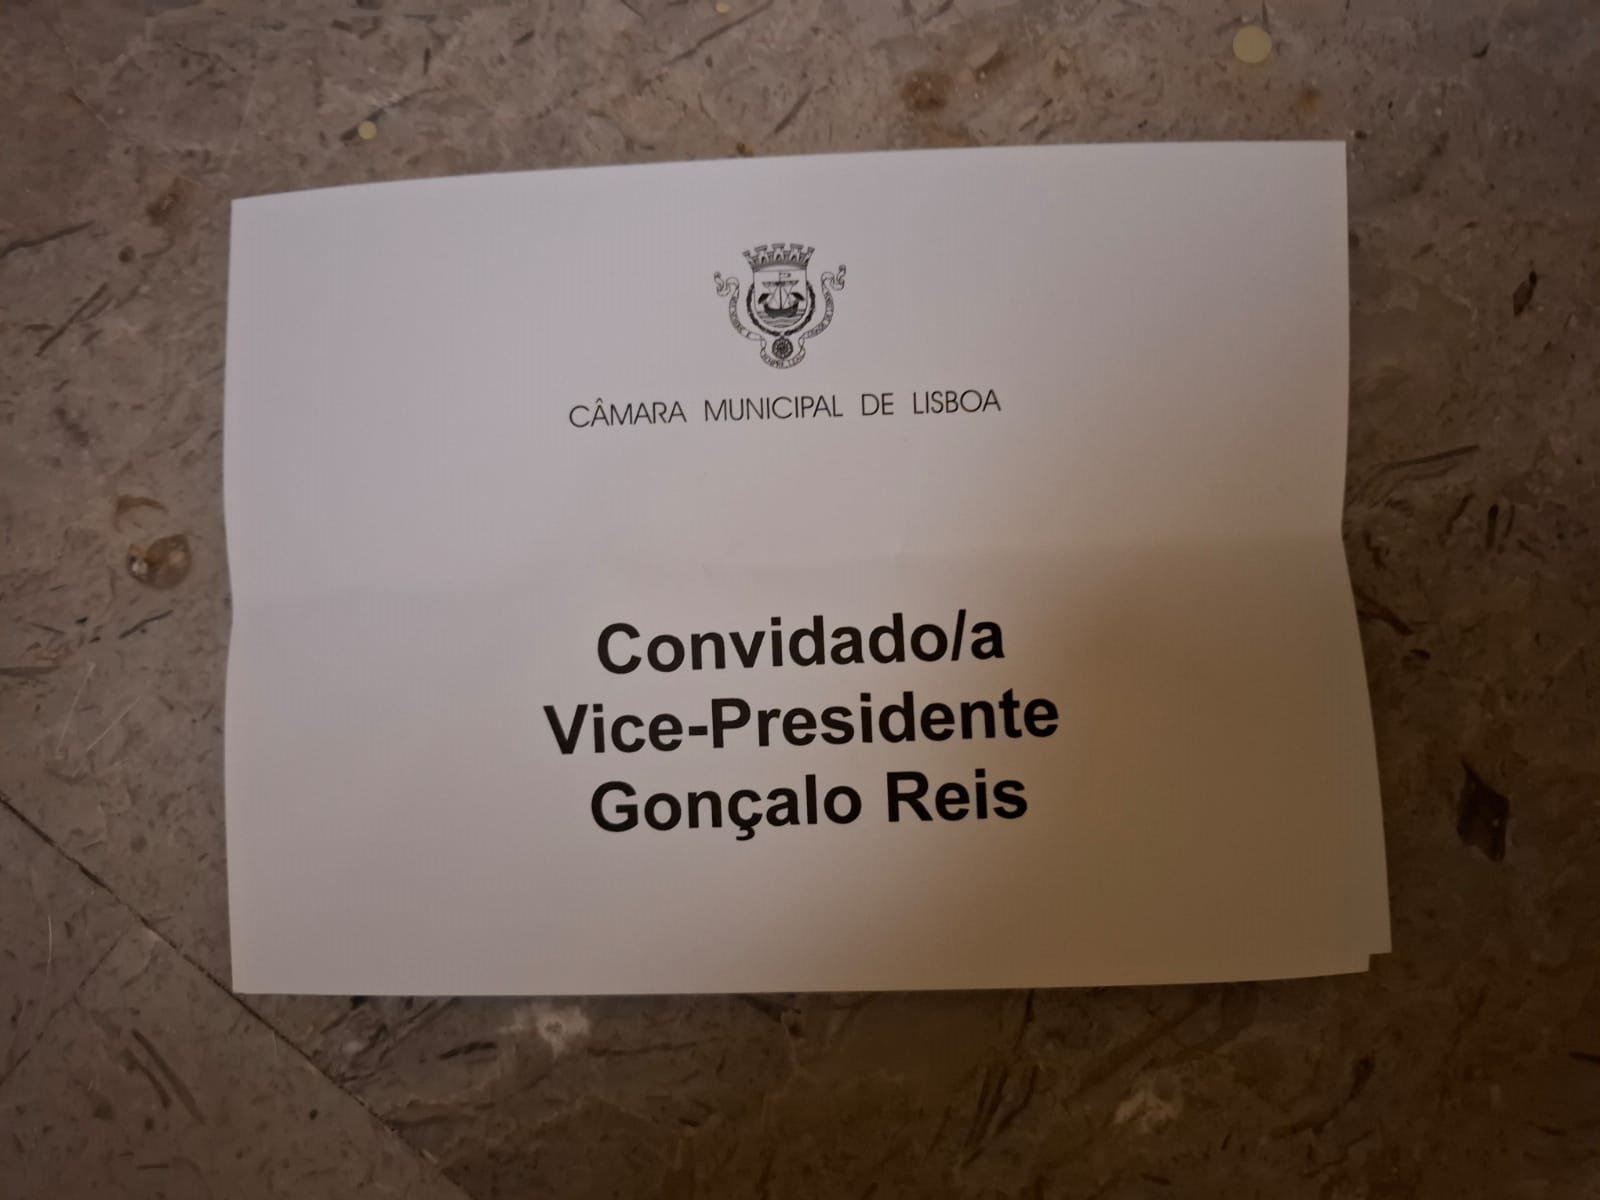 CÂMARA MUNICIPAL DE LISBOA
Convidado/a
Vice-Presidente
Gonçalo Reis